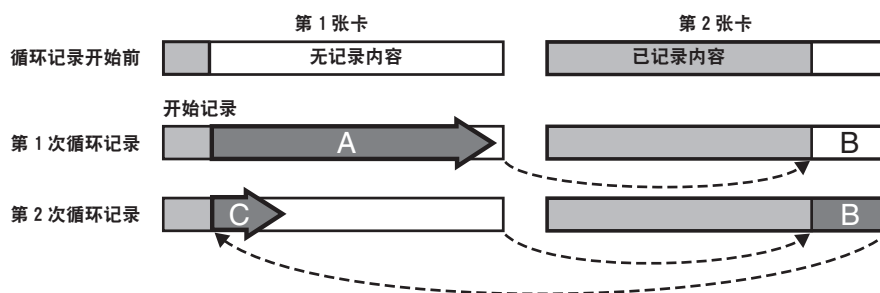 第 1 张卡
第 2 张卡
循环记录开始前
无记录内容
已记录内容
开始记录
第 1 次循环记录
A
B
第 2 次循环记录
C
B